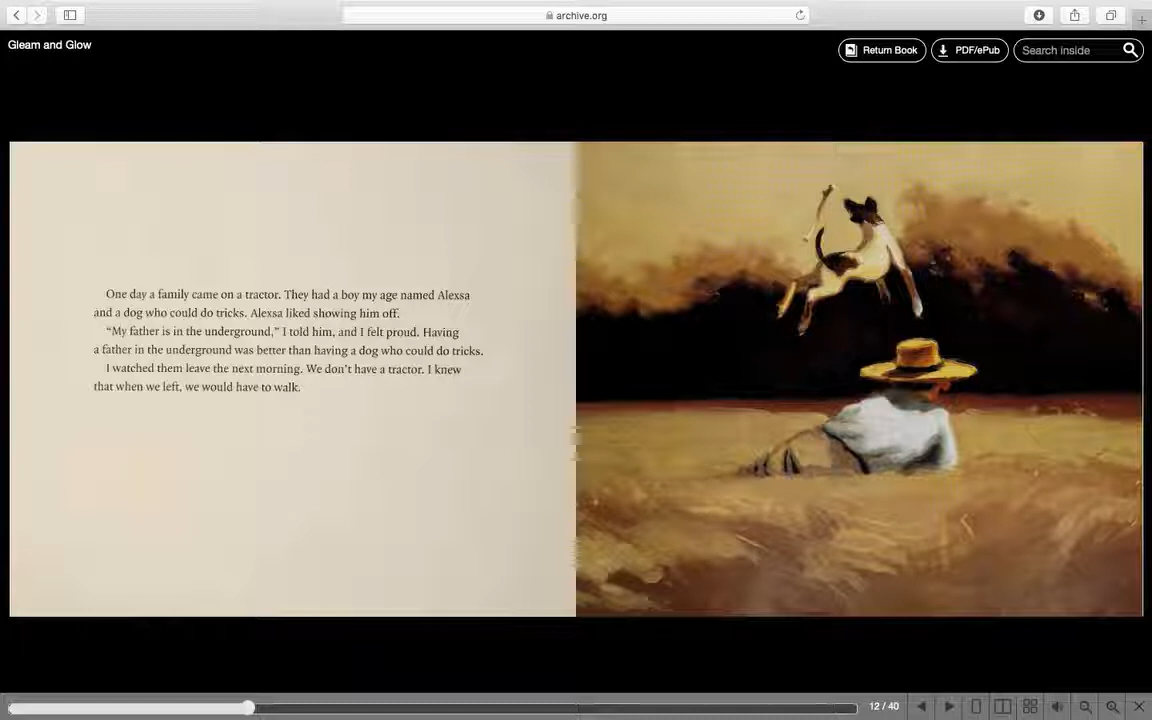 archive.org
Gleam and Glow
Return Book
PDF/ePub
Search inside
One day a family came on a tractor. They had a boy my age named Alexsa
and a dog who could do tricks. Alexsa liked showing him off.
“My father is in the underground,” I told him, and I felt proud. Having
a father in the underground was better than having a dog who could do tricks.
I watched them leave the next morning. We don’t have a tractor. I knew
that when we left, we would have to walk.
12 / 40